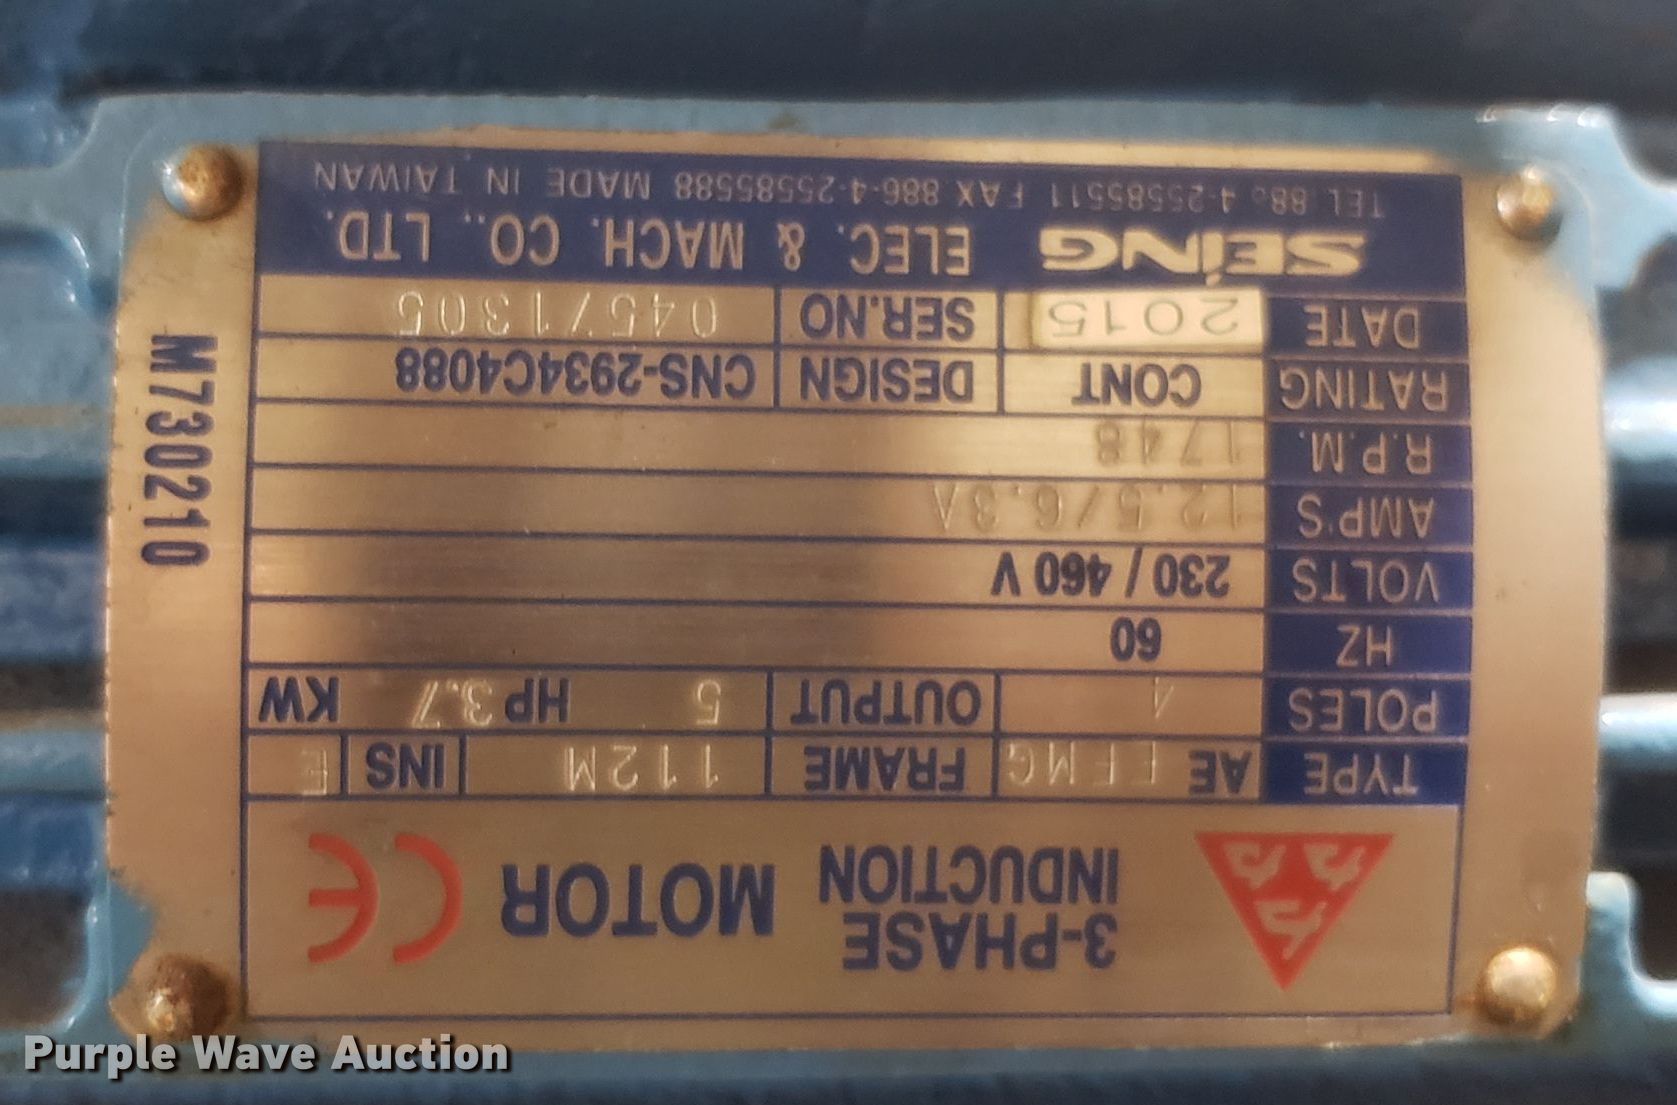 3-PHASE
INDUCTION MOTOR CE
TYPE AE EFMG FRAME 112M INS E
POLES 4 OUTPUT 5 HP 3.7 KW
HZ 60
VOLTS 230 / 460 V
AMP'S 12.5/6.3A
R.P.M. 1748
RATING CONT DESIGN CNS-2934C4088
DATE 2015 SER.NO 04571305
SEING ELEC. & MACH. CO., LTD.
TEL 886 4-25585511 FAX 886-4-25585588 MADE IN TAIWAN
M730210
Purple Wave Auction